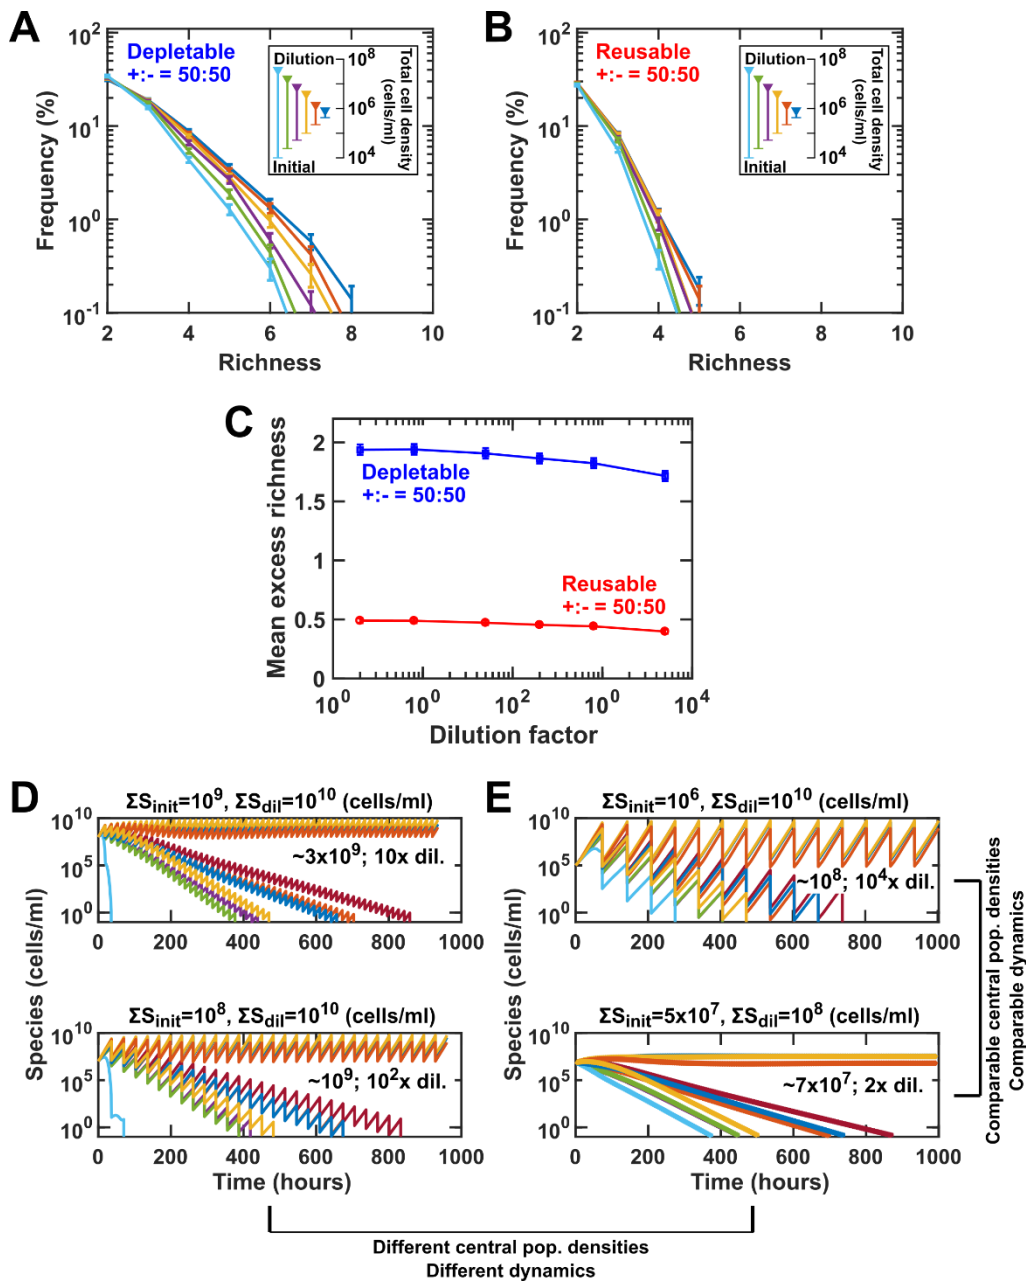 A
Depletable
+:- = 50:50
Dilution
Initial
10^8
10^6
10^4
Total cell density
(cells/ml)
Frequency (%)
10^2
10^1
10^0
10^-1
2 4 6 8 10
Richness
B
Reusable
+:- = 50:50
Dilution
Initial
10^8
10^6
10^4
Total cell density
(cells/ml)
Frequency (%)
10^2
10^1
10^0
10^-1
2 4 6 8 10
Richness
C
Mean excess richness
2
1.5
1
0.5
0
Depletable
+:- = 50:50
Reusable
+:- = 50:50
10^0 10^0 10^2 10^0 10^4
Dilution factor
D
ΣS_init=10^9, ΣS_dil=10^10 (cells/ml)
10^10
10^5
10^0
~3x10^9; 10x dil.
0 200 400 600 800 1000
ΣS_init=10^8, ΣS_dil=10^10 (cells/ml)
10^10
10^5
10^0
~10^9; 10^2x dil.
0 200 400 600 800 1000
Species (cells/ml)
Time (hours)
E
ΣS_init=10^6, ΣS_dil=10^10 (cells/ml)
10^10
10^5
10^0
~10^8; 10^4x dil.
0 200 400 600 800 1000
ΣS_init=5x10^7, ΣS_dil=10^8 (cells/ml)
10^10
10^5
10^0
~7x10^7; 2x dil.
0 200 400 600 800 1000
Species (cells/ml)
Time (hours)
Comparable central pop. densities
Comparable dynamics
Different central pop. densities
Different dynamics